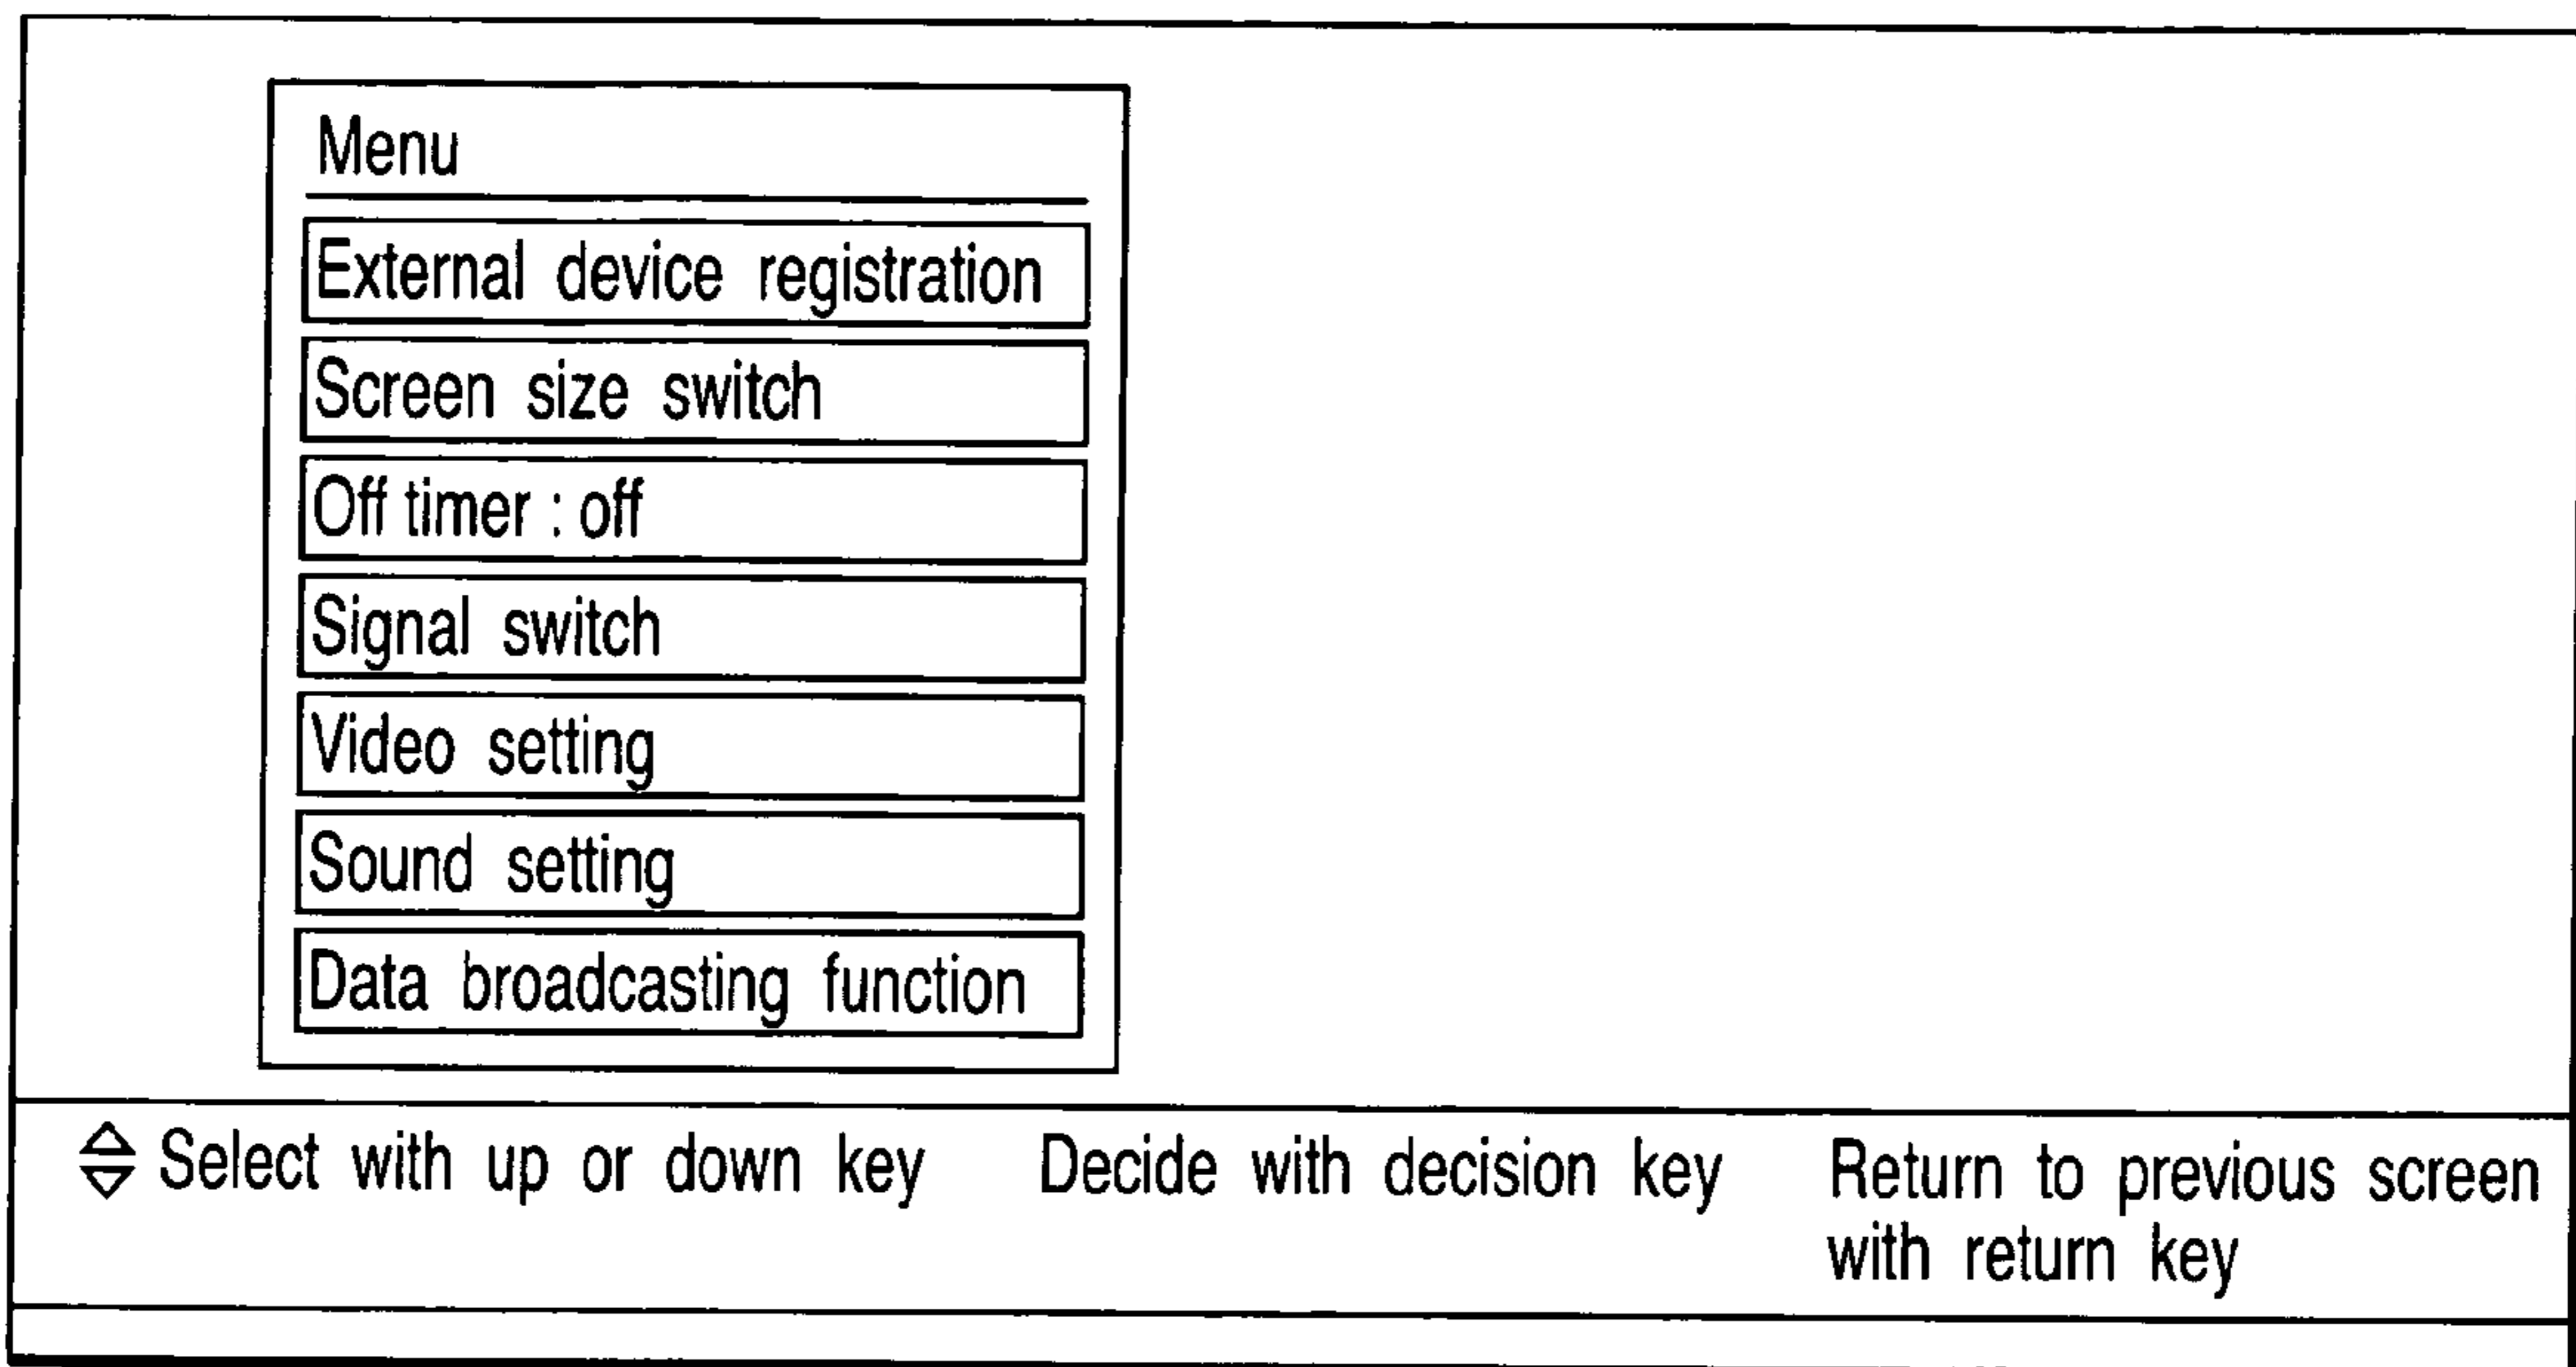 Menu
External device registration
Screen size switch
Off timer : off
Signal switch
Video setting
Sound setting
Data broadcasting function
Select with up or down key
Decide with decision key
Return to previous screen
with return key